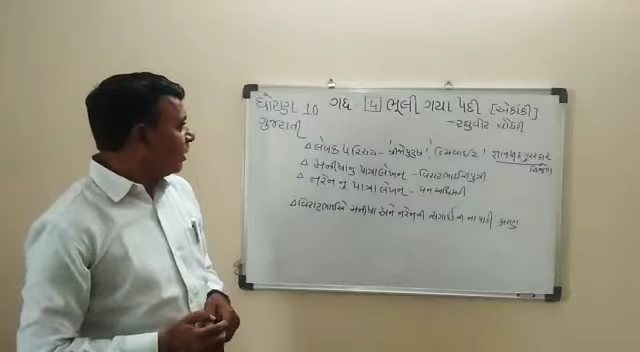 ધોરણ 10 ગદ્ય - [4] ભૂલી ગયા પછી [એકાંકી]
ગુજરાતી - રઘુવીર ચૌધરી
△ લેખક પરિચય - જ્ઞાનપીઠ પુરસ્કાર
વિજેતા
△ મનીષાનું પાત્રાલેખન - વિરાટભાઈની પુત્રી
△ નરેનનું પાત્રાલેખન -
△ વિરાટભાઈએ મનીષા અને નરેનની સગાઈ ના પાડી